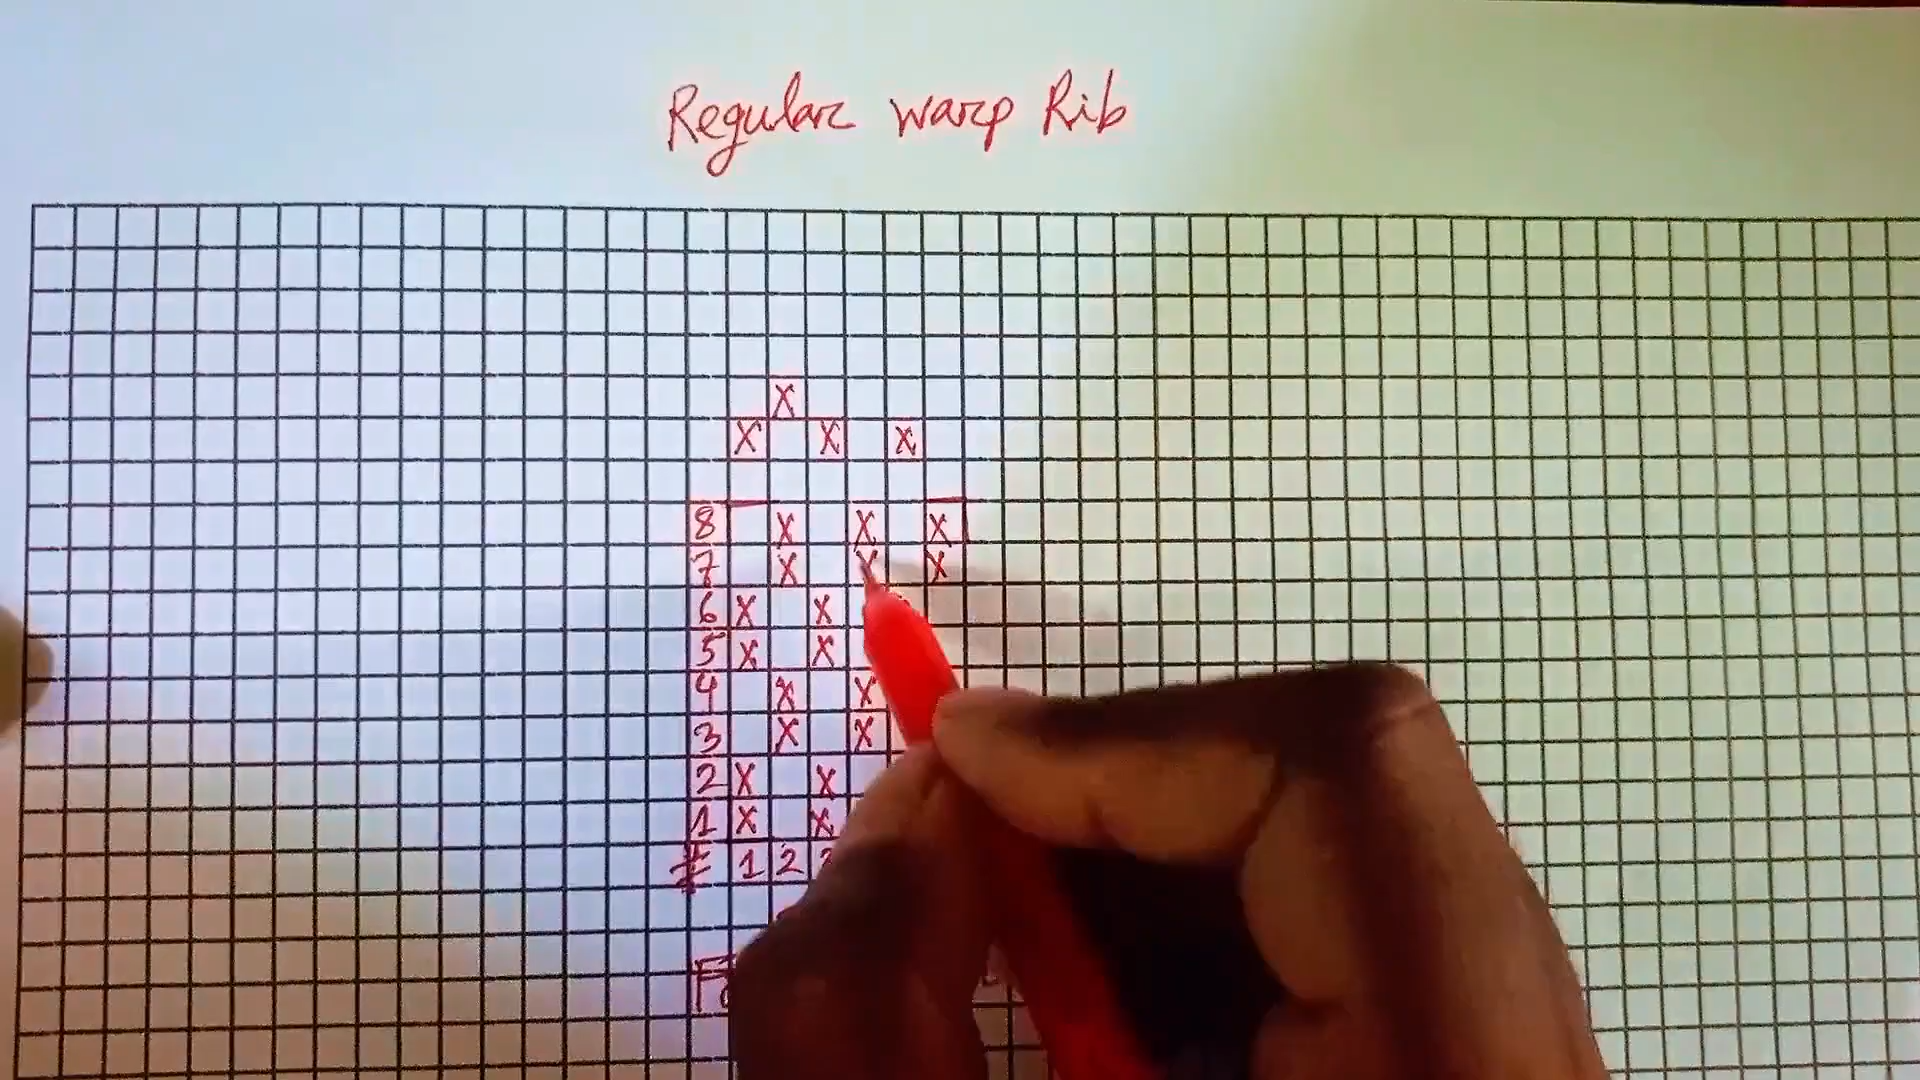 Regular warp Rib
X
X X X
8 X X X
7 X X X
6 X X
5 X X
4 X X
3 X X
2 X X
1 X X
1 2